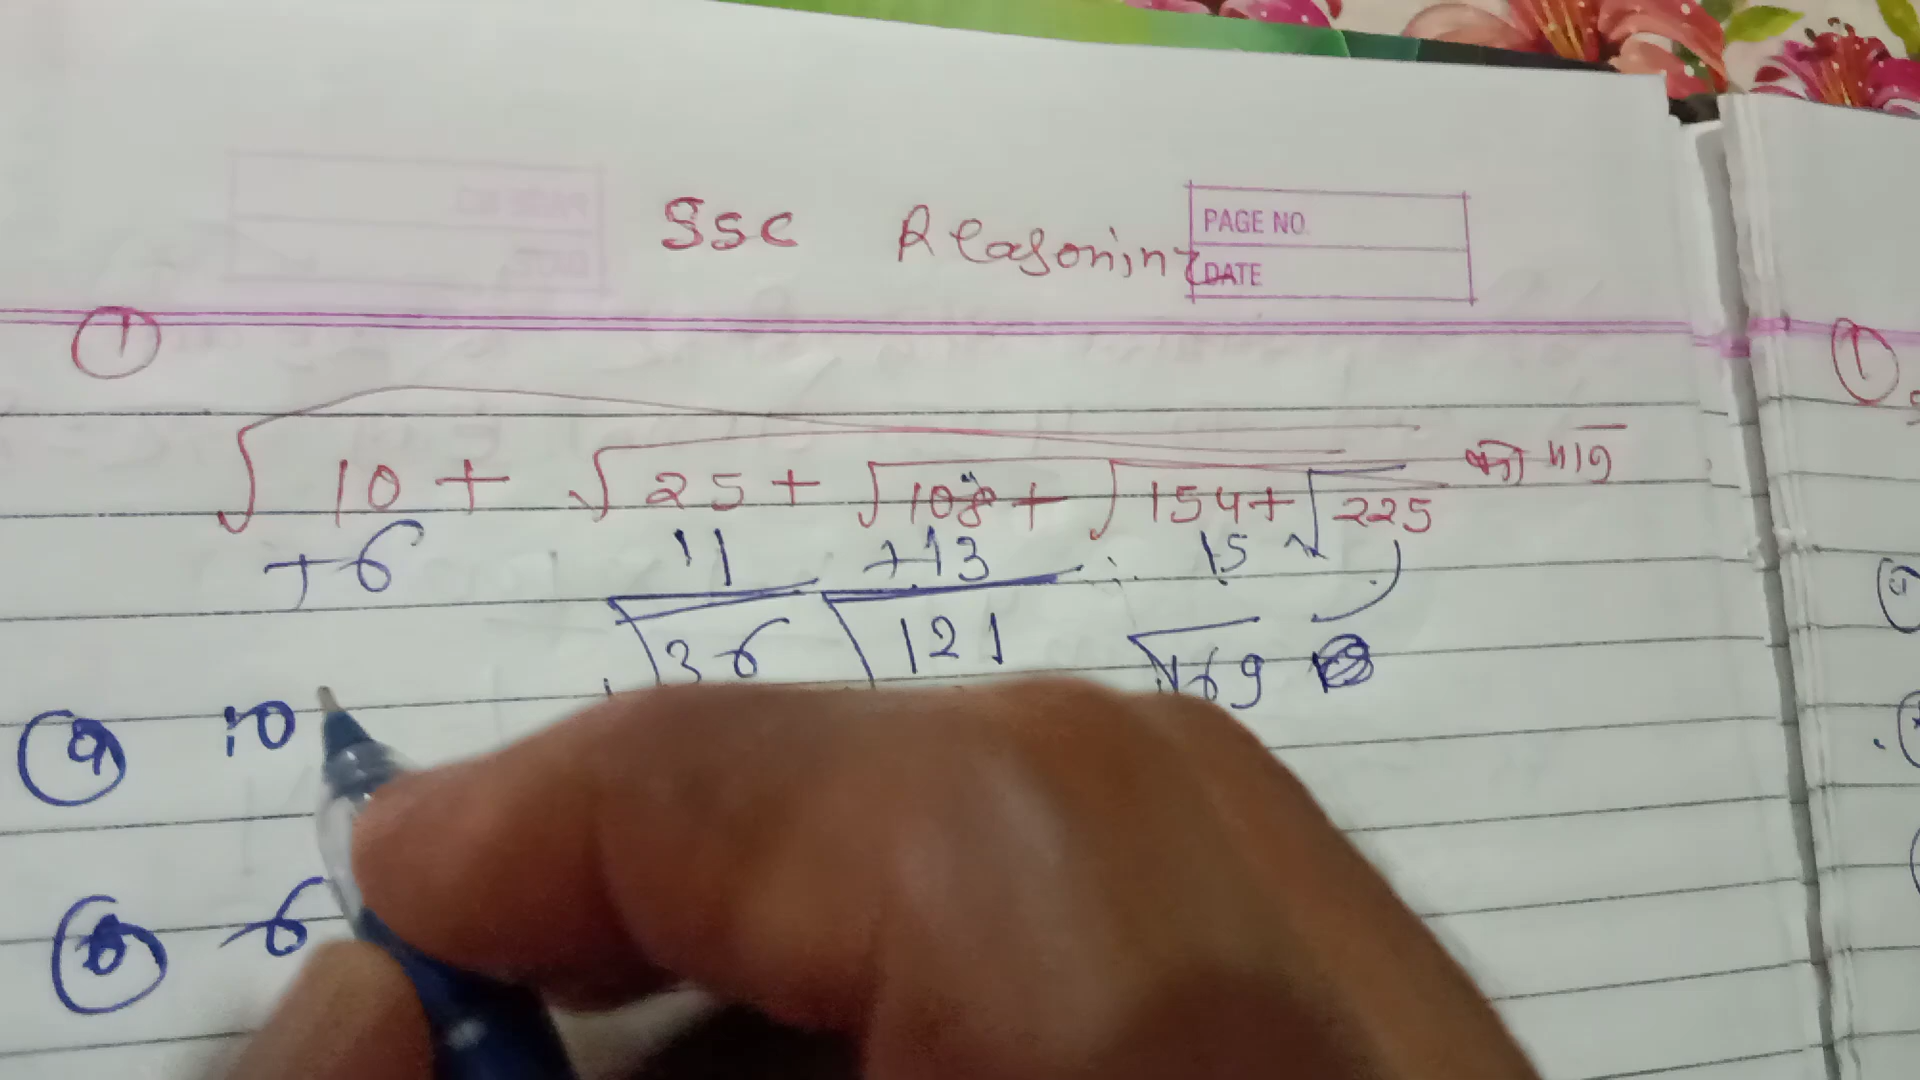 SSC Reasoning
PAGE NO.
DATE
1
√10 + √25 + √108 + √154 + √225 का मान
+6 11 +13 15
√36 √121 √169
a 10
b 6
1